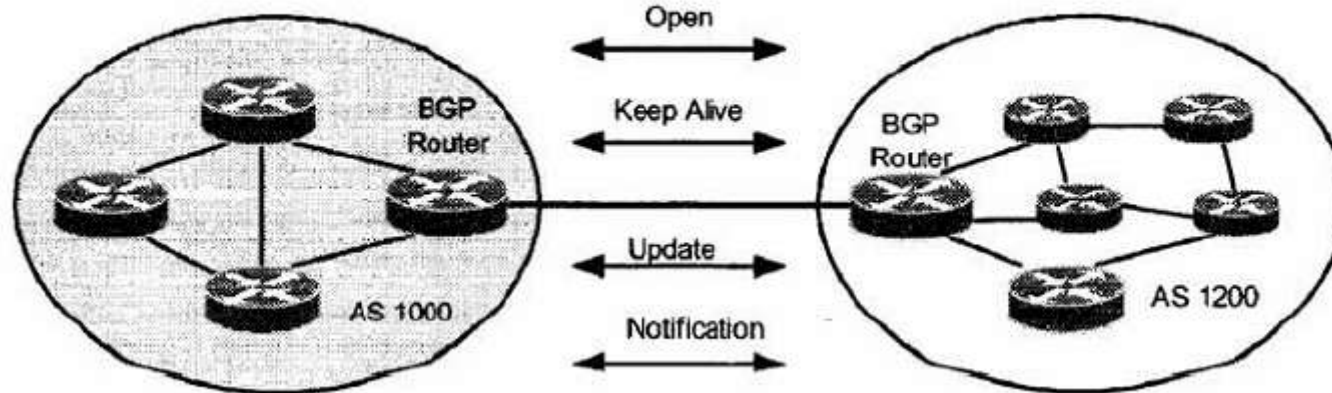 Open
Keep Alive
BGP
Router
BGP
Router
Update
AS 1000
AS 1200
Notification